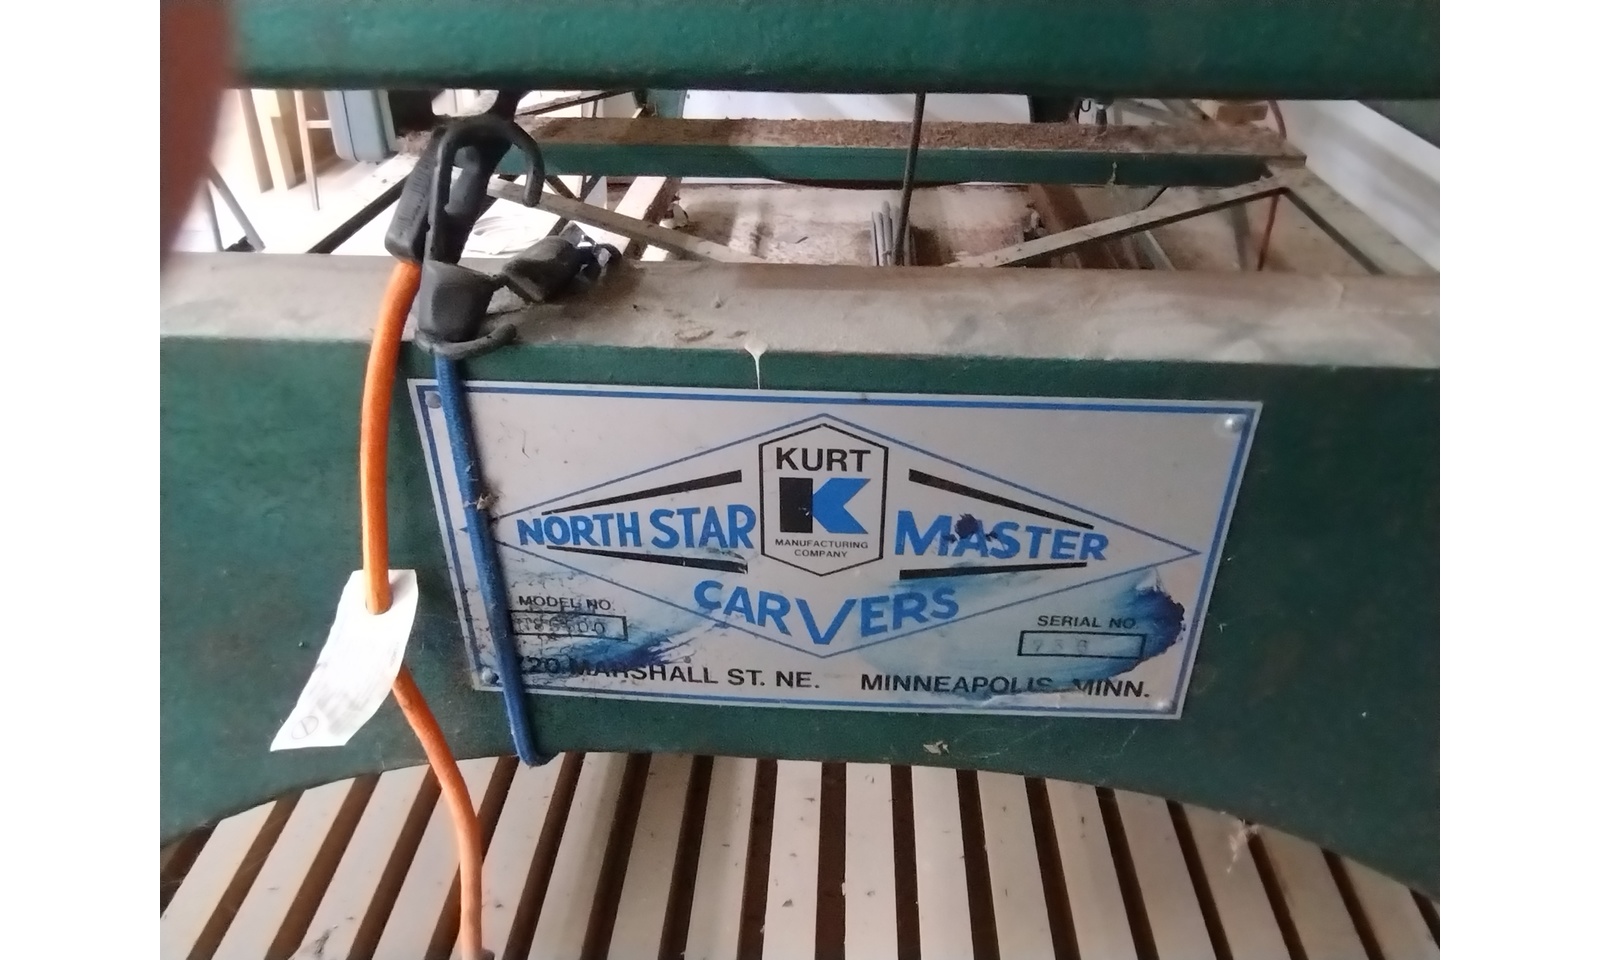 KURT
K
MANUFACTURING
COMPANY
NORTH STAR MASTER
CARVERS
MODEL NO.
SERIAL NO.
MARSHALL ST. NE. MINNEAPOLIS MINN.